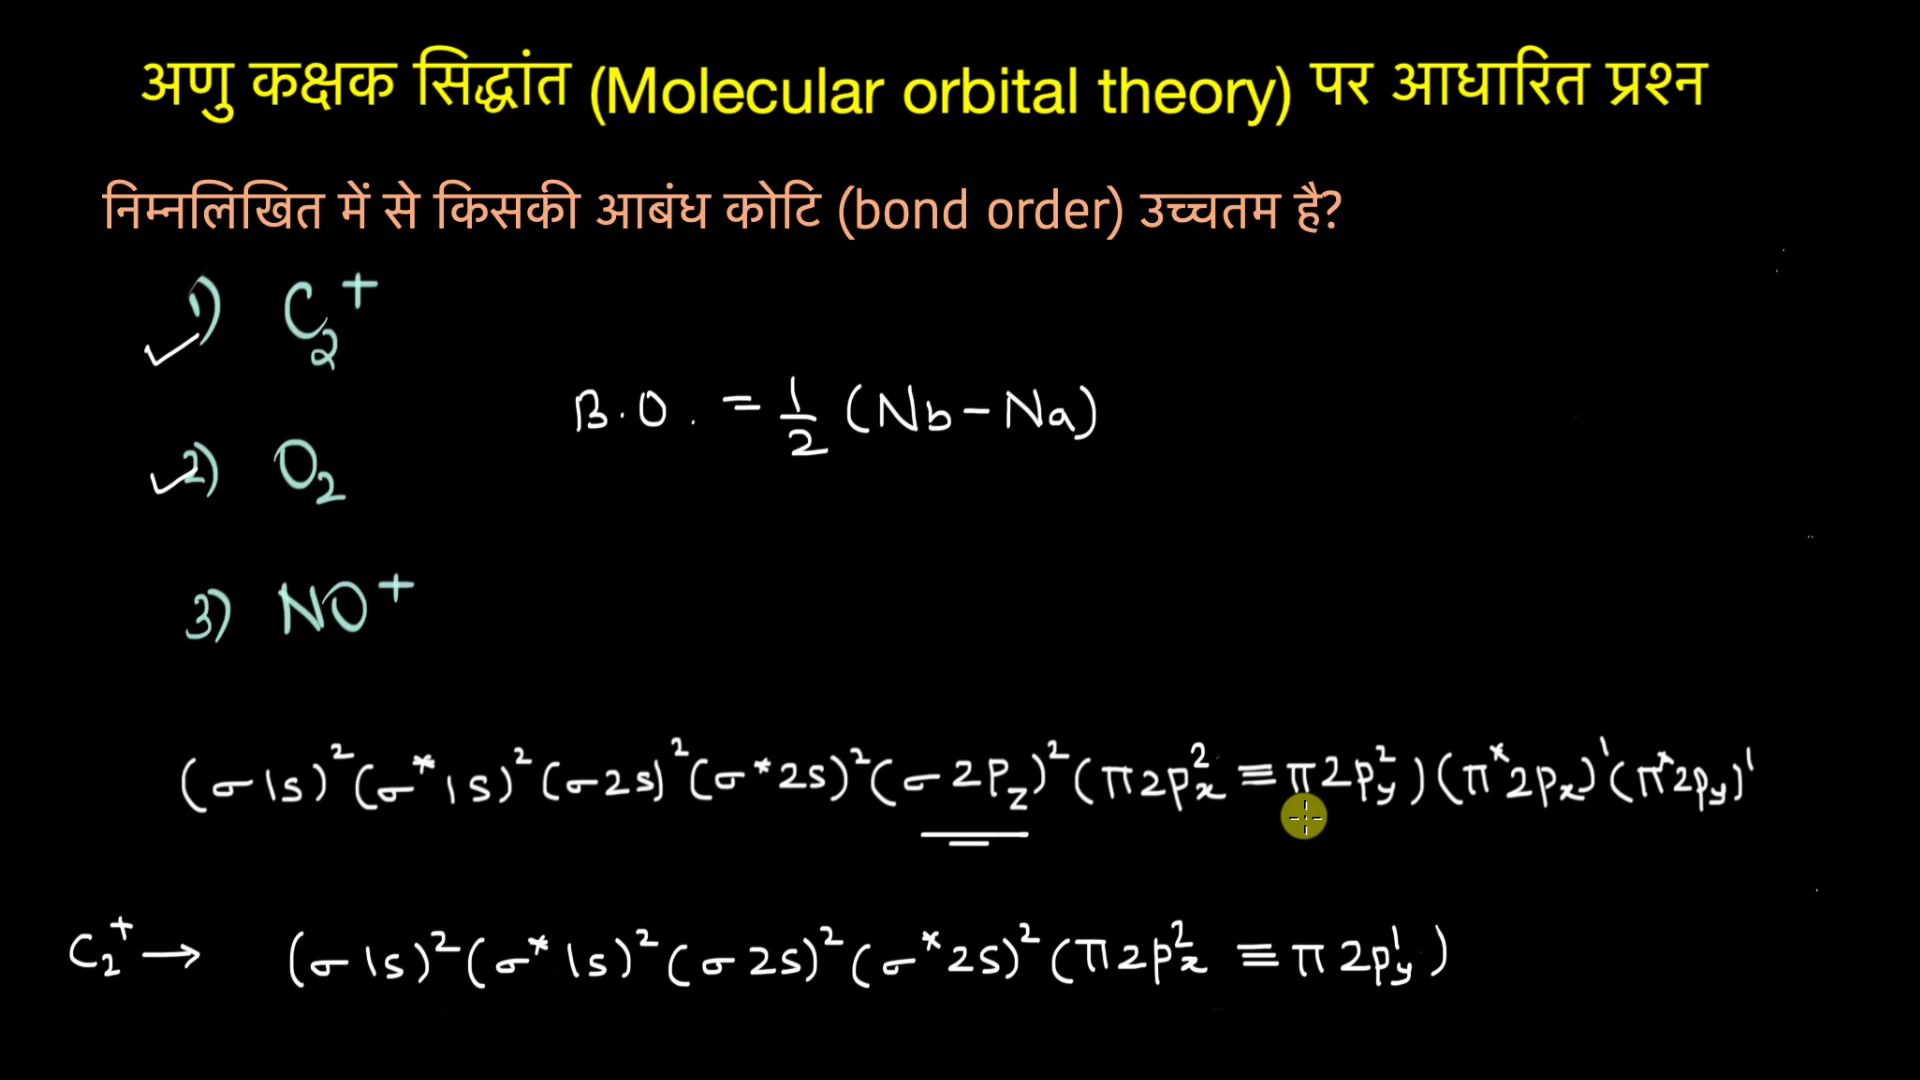 अणु कक्षक सिद्धांत (Molecular orbital theory) पर आधारित प्रश्न
निम्नलिखित में से किसकी आबंध कोटि (bond order) उच्चतम है?
1) C₂⁺
B.O. = 1/2 (Nb - Na)
2) O₂
3) NO⁺
(σ1s)² (σ*1s)² (σ2s)² (σ*2s)² (σ2Pz)² (π2px² ≡ π2py²) (π*2px)¹ (π*2py)¹
C₂⁺ → (σ1s)² (σ*1s)² (σ2s)² (σ*2s)² (π2px² ≡ π2py¹)